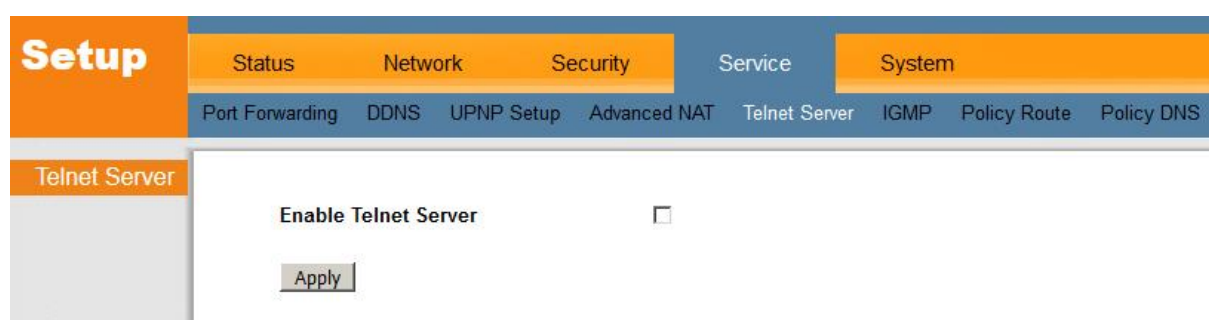 Setup
Status Network Security Service System
Port Forwarding DDNS UPNP Setup Advanced NAT Telnet Server IGMP Policy Route Policy DNS
Telnet Server
Enable Telnet Server
Apply